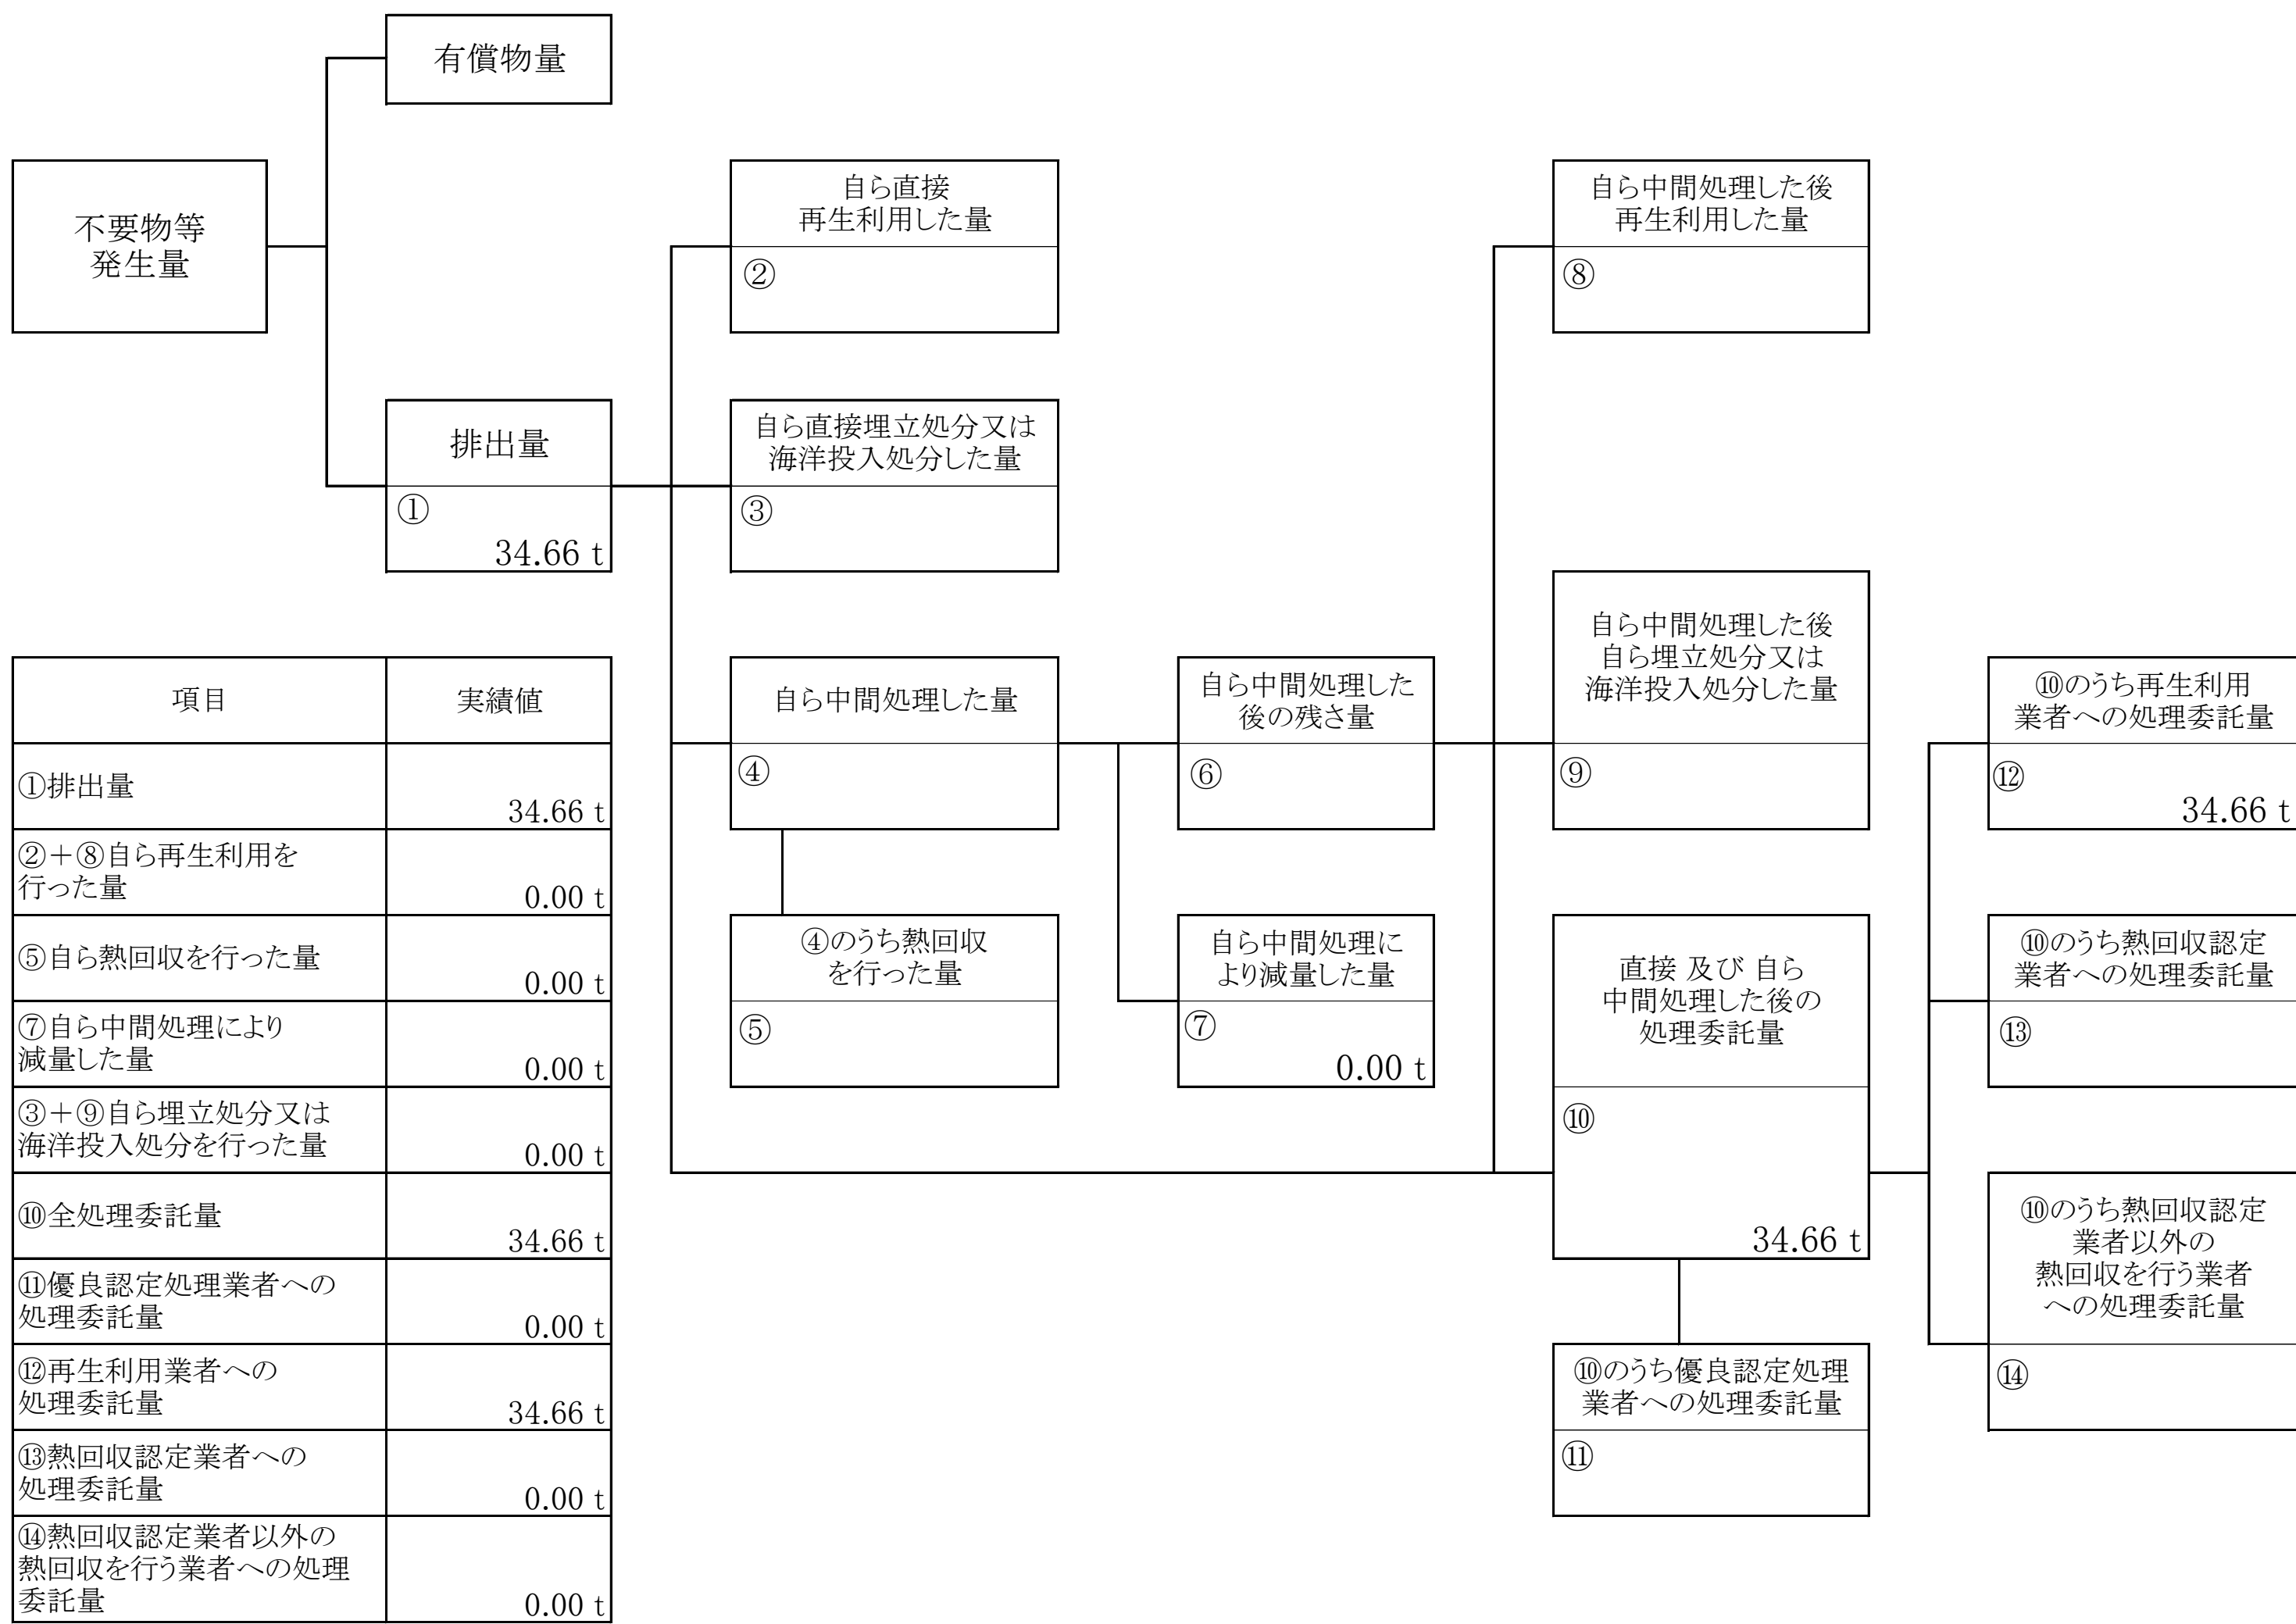 有償物量
不要物等
発生量
自ら直接
再生利用した量
②
自ら中間処理した後
再生利用した量
⑧
排出量
①
34.66 t
自ら直接埋立処分又は
海洋投入処分した量
③
自ら中間処理した量
④
自ら中間処理した
後の残さ量
⑥
自ら中間処理した後
自ら埋立処分又は
海洋投入処分した量
⑨
⑩のうち再生利用
業者への処理委託量
⑫
34.66 t
④のうち熱回収
を行った量
⑤
自ら中間処理に
より減量した量
⑦
0.00 t
直接 及び 自ら
中間処理した後の
処理委託量
⑩
34.66 t
⑩のうち熱回収認定
業者への処理委託量
⑬
⑩のうち熱回収認定
業者以外の
熱回収を行う業者
への処理委託量
⑭
⑩のうち優良認定処理
業者への処理委託量
⑪
項目 実績値
①排出量
34.66 t
②＋⑧自ら再生利用を
行った量
0.00 t
⑤自ら熱回収を行った量
0.00 t
⑦自ら中間処理により
減量した量
0.00 t
③＋⑨自ら埋立処分又は
海洋投入処分を行った量
0.00 t
⑩全処理委託量
34.66 t
⑪優良認定処理業者への
処理委託量
0.00 t
⑫再生利用業者への
処理委託量
34.66 t
⑬熱回収認定業者への
処理委託量
0.00 t
⑭熱回収認定業者以外の
熱回収を行う業者への処理
委託量
0.00 t